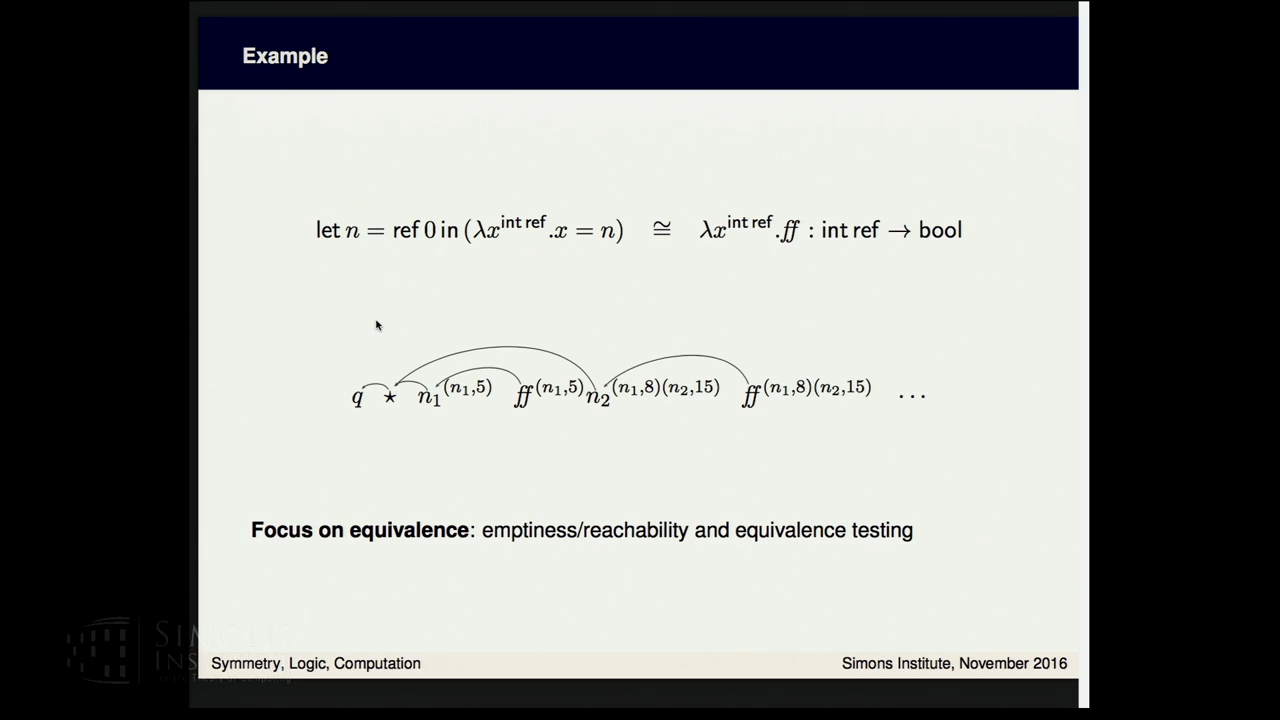 Example
let n = ref 0 in (λx^{int ref}.x = n) ≅ λx^{int ref}.ff : int ref → bool
q ⋆ n₁^{(n₁,5)} ff^{(n₁,5)} n₂^{(n₁,8)(n₂,15)} ff^{(n₁,8)(n₂,15)} ⋯
Focus on equivalence: emptiness/reachability and equivalence testing
Symmetry, Logic, Computation
Simons Institute, November 2016